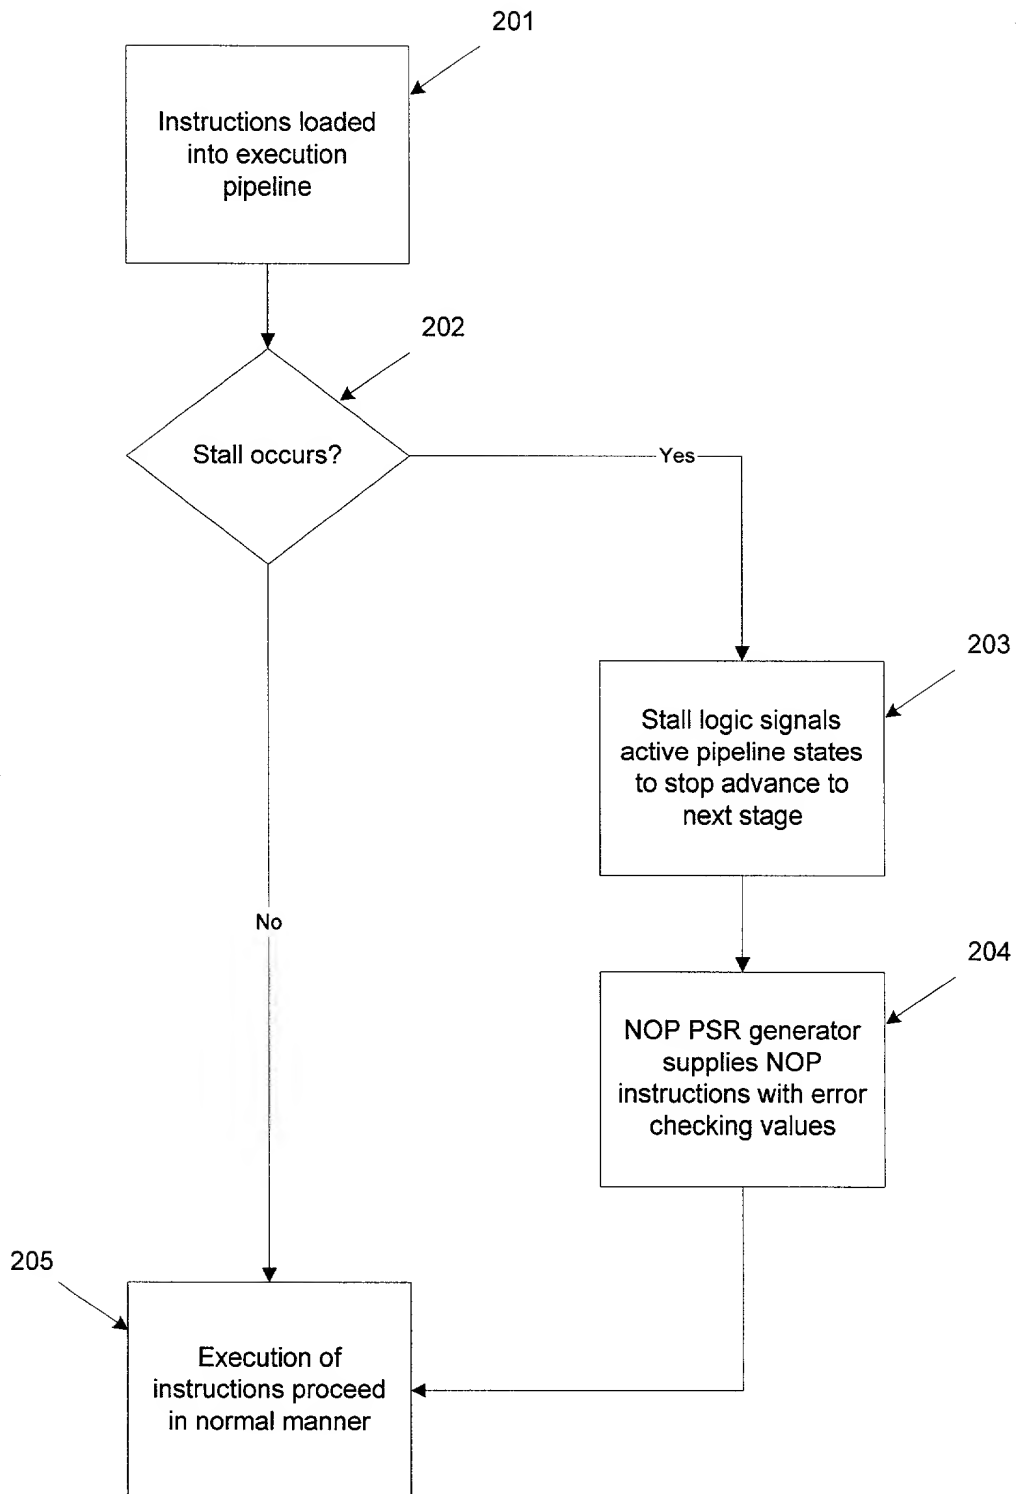 201
Instructions loaded
into execution
pipeline
202
Stall occurs?
Yes
203
Stall logic signals
active pipeline states
to stop advance to
next stage
No
204
NOP PSR generator
supplies NOP
instructions with error
checking values
205
Execution of
instructions proceed
in normal manner